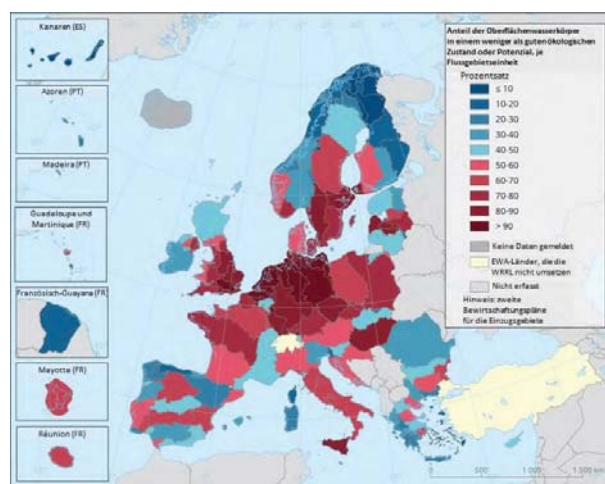 Kanaren (ES)
Azoren (PT)
Madeira (PT)
Guadeloupe und
Martinique (FR)
Französisch-Guayana (FR)
Mayotte (FR)
Réunion (FR)
Anteil der Oberflächenwasserkörper
in einem weniger als guten ökologischen
Zustand oder Potenzial, je
Flussgebietseinheit
Prozentsatz
≤ 10
10-20
20-30
30-40
40-50
50-60
60-70
70-80
80-90
> 90
Keine Daten gemeldet
EWA-Länder, die die
WRRL nicht umsetzen
Nicht erfasst
Hinweis: zweite
Bewirtschaftungspläne
für die Einzugsgebiete
0 500 1 000 1 500 km